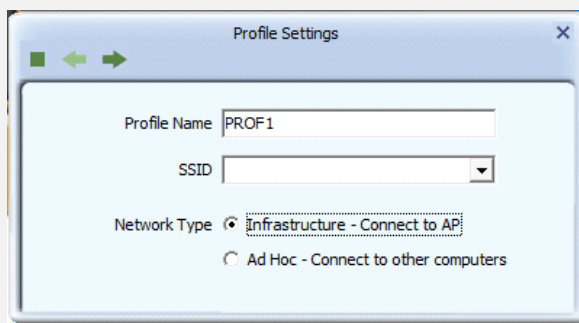 Profile Settings
Profile Name PROF1
SSID
Network Type Infrastructure - Connect to AP
Ad Hoc - Connect to other computers